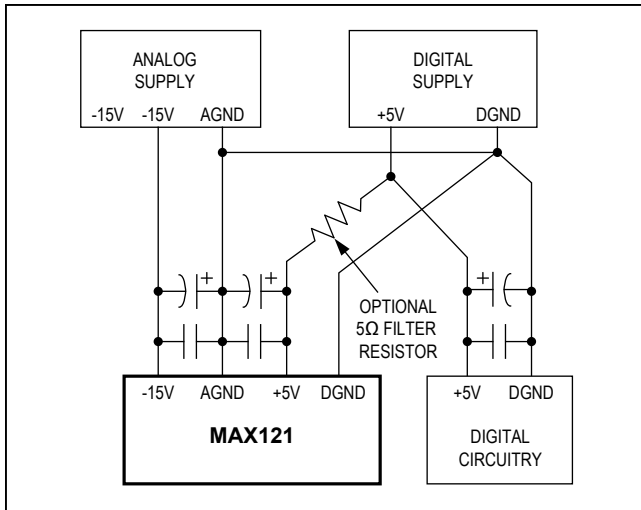 ANALOG
SUPPLY
-15V -15V AGND
DIGITAL
SUPPLY
+5V DGND
+ +
OPTIONAL
5Ω FILTER
RESISTOR
+
-15V AGND +5V DGND
MAX121
+5V DGND
DIGITAL
CIRCUITRY